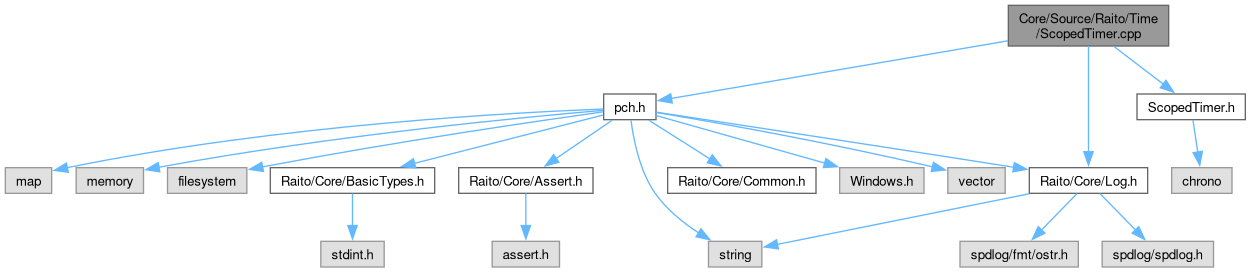 Core/Source/Raito/Time
/ScopedTimer.cpp
pch.h
ScopedTimer.h
map
memory
filesystem
Raito/Core/BasicTypes.h
Raito/Core/Assert.h
Raito/Core/Common.h
Windows.h
vector
Raito/Core/Log.h
chrono
stdint.h
assert.h
string
spdlog/fmt/ostr.h
spdlog/spdlog.h